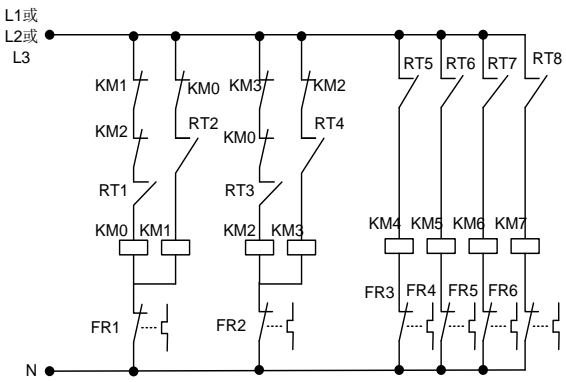 L1或
L2或
L3
RT5 RT6 RT7 RT8
KM1 KM0 KM3 KM2
RT2 RT4
KM2 KM0
RT1 RT3
KM0 KM1 KM2 KM3 KM4 KM5 KM6 KM7
FR3 FR4 FR5 FR6
FR1 FR2
N